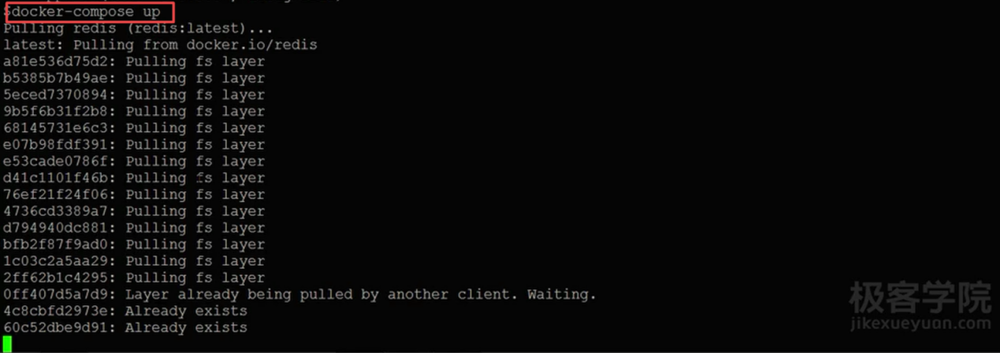 $docker-compose up
Pulling redis (redis:latest)...
latest: Pulling from docker.io/redis
a81e536d75d2: Pulling fs layer
b5385b7b49ae: Pulling fs layer
5eced7370894: Pulling fs layer
9b5f6b31f2b8: Pulling fs layer
68145731e6c3: Pulling fs layer
e07b98fdf391: Pulling fs layer
e53cade0786f: Pulling fs layer
d41c1101f46b: Pulling fs layer
76ef21f24f06: Pulling fs layer
4736cd3389a7: Pulling fs layer
d794940dc881: Pulling fs layer
bfb2f87f9ad0: Pulling fs layer
1c03c2a5aa29: Pulling fs layer
2ff62b1c4295: Pulling fs layer
0ff407d5a7d9: Layer already being pulled by another client. Waiting.
4c8cbfd2973e: Already exists
60c52dbe9d91: Already exists
极客学院
jikexueyuan.com